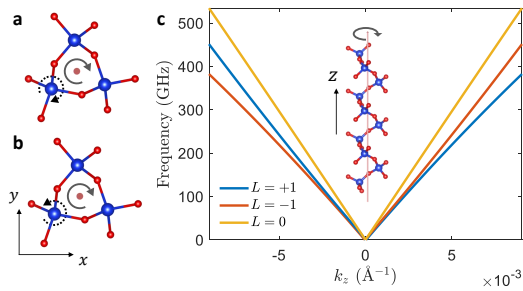 a
b
y
x
c
Frequency (GHz)
500
400
300
200
100
0
z
L = +1
L = −1
L = 0
-5
0
5
×10⁻³
k_z (Å⁻¹)